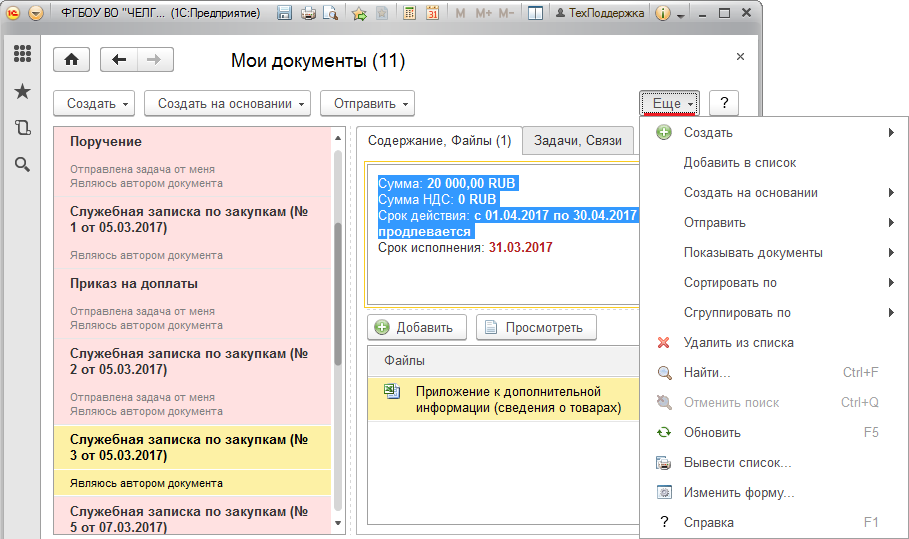 ФГБОУ ВО "ЧЕЛГ... (1С:Предприятие)
M M+ M-
ТехПоддержка
Мои документы (11)
Создать
Создать на основании
Отправить
Еще
?
Поручение
Отправлена задача от меня
Являюсь автором документа
Служебная записка по закупкам (№
1 от 05.03.2017)
Являюсь автором документа
Приказ на доплаты
Отправлена задача от меня
Являюсь автором документа
Служебная записка по закупкам (№
2 от 05.03.2017)
Отправлена задача от меня
Являюсь автором документа
Служебная записка по закупкам (№
3 от 05.03.2017)
Являюсь автором документа
Служебная записка по закупкам (№
5 от 07.03.2017)
Содержание, Файлы (1)
Задачи, Связи
Сумма: 20 000,00 RUB
Сумма НДС: 0 RUB
Срок действия: с 01.04.2017 по 30.04.2017
продлевается
Срок исполнения: 31.03.2017
Добавить
Просмотреть
Файлы
Приложение к дополнительной
информации (сведения о товарах)
Создать
Добавить в список
Создать на основании
Отправить
Показывать документы
Сортировать по
Сгруппировать по
Удалить из списка
Найти... Ctrl+F
Отменить поиск Ctrl+Q
Обновить F5
Вывести список...
Изменить форму...
? Справка F1